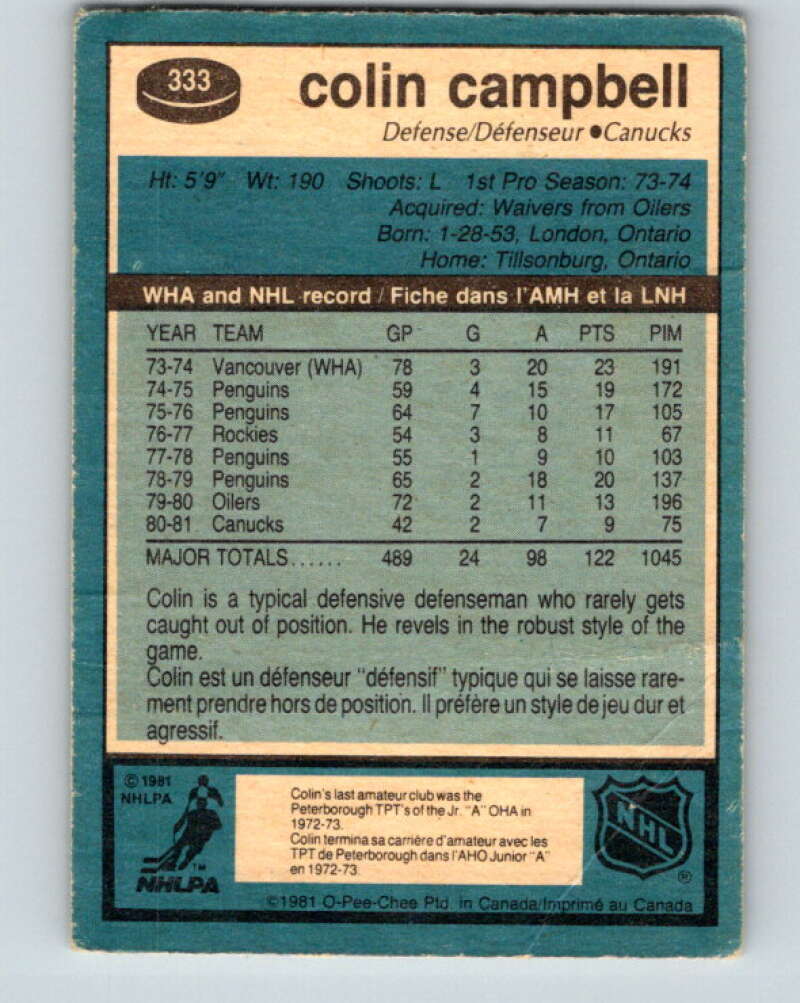 333
colin campbell
Defense/Défenseur ●Canucks
Ht: 5'9" Wt: 190 Shoots: L 1st Pro Season: 73-74
Acquired: Waivers from Oilers
Born: 1-28-53, London, Ontario
Home: Tillsonburg, Ontario
WHA and NHL record / Fiche dans l'AMH et la LNH
YEAR TEAM GP G A PTS PIM
73-74 Vancouver (WHA) 78 3 20 23 191
74-75 Penguins 59 4 15 19 172
75-76 Penguins 64 7 10 17 105
76-77 Rockies 54 3 8 11 67
77-78 Penguins 55 1 9 10 103
78-79 Penguins 65 2 18 20 137
79-80 Oilers 72 2 11 13 196
80-81 Canucks 42 2 7 9 75
MAJOR TOTALS...... 489 24 98 122 1045
Colin is a typical defensive defenseman who rarely gets
caught out of position. He revels in the robust style of the
game.
Colin est un défenseur "défensif" typique qui se laisse rare-
ment prendre hors de position. Il préfère un style de jeu dur et
agressif.
© 1981
NHLPA
TM
NHLPA
Colin's last amateur club was the
Peterborough TPT's of the Jr. "A" OHA in
1972-73.
Colin termina sa carrière d'amateur avec les
TPT de Peterborough dans l'AHO Junior "A"
en 1972-73.
NHL
®
©1981 O-Pee-Chee Ptd. in Canada/Imprimé au Canada